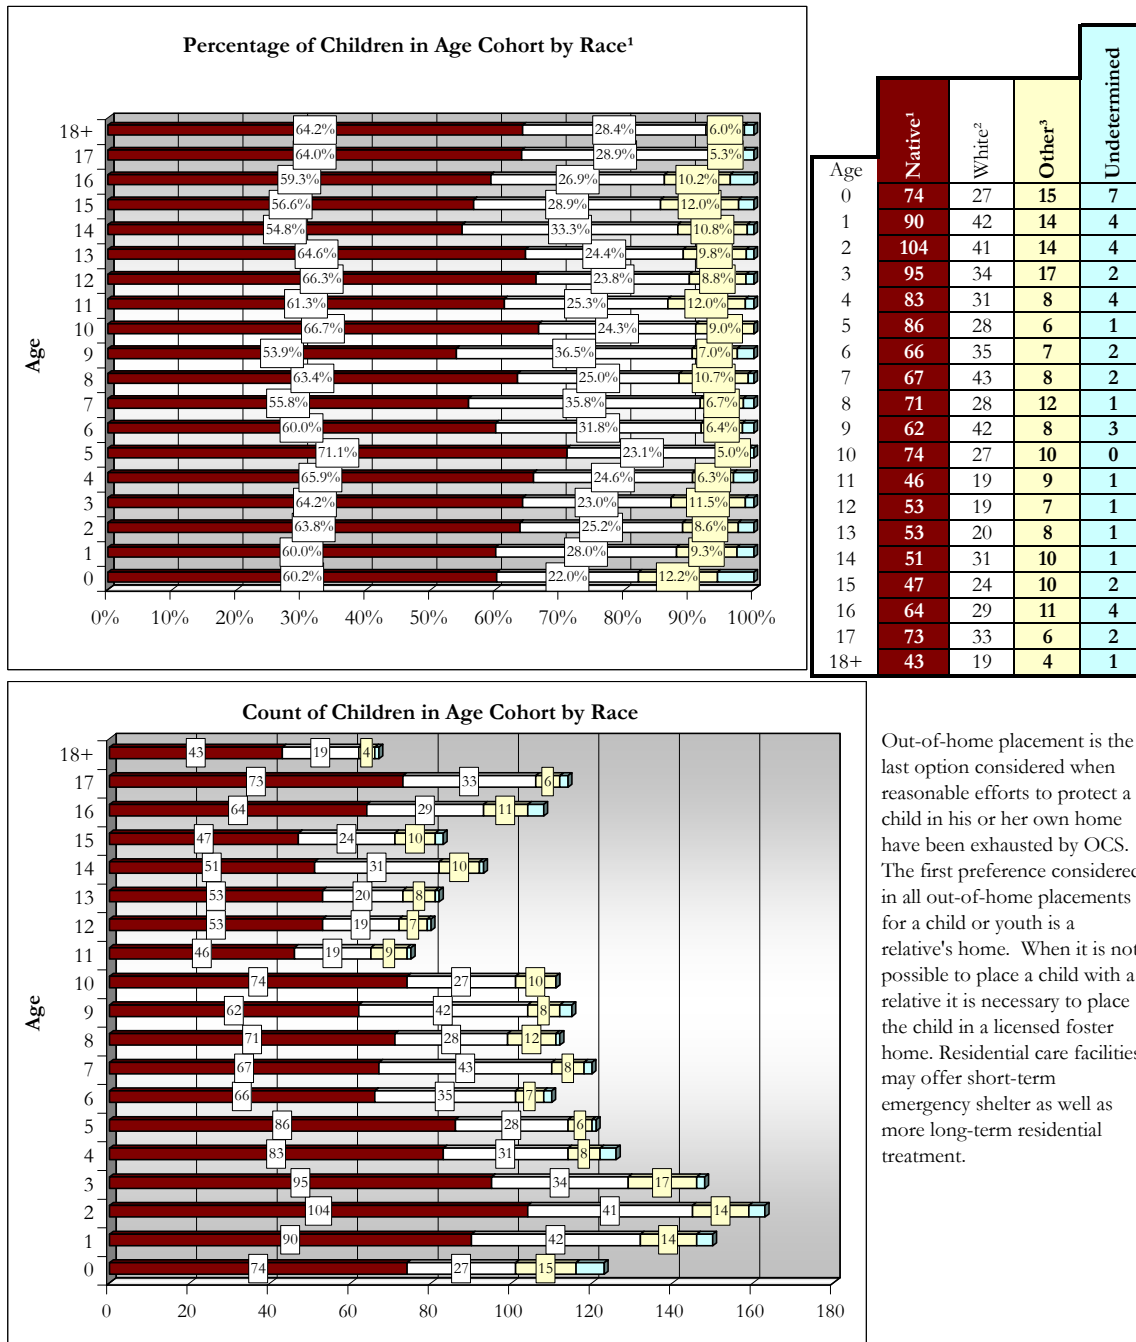 Percentage of Children in Age Cohort by Race¹
Age
18+ 64.2% 28.4% 6.0%
17 64.0% 28.9% 5.3%
16 59.3% 26.9% 10.2%
15 56.6% 28.9% 12.0%
14 54.8% 33.3% 10.8%
13 64.6% 24.4% 9.8%
12 66.3% 23.8% 8.8%
11 61.3% 25.3% 12.0%
10 66.7% 24.3% 9.0%
9 53.9% 36.5% 7.0%
8 63.4% 25.0% 10.7%
7 55.8% 35.8% 6.7%
6 60.0% 31.8% 6.4%
5 71.1% 23.1% 5.0%
4 65.9% 24.6% 6.3%
3 64.2% 23.0% 11.5%
2 63.8% 25.2% 8.6%
1 60.0% 28.0% 9.3%
0 60.2% 22.0% 12.2%
0% 10% 20% 30% 40% 50% 60% 70% 80% 90% 100%
Age Native¹ White² Other³ Undetermined
0 74 27 15 7
1 90 42 14 4
2 104 41 14 4
3 95 34 17 2
4 83 31 8 4
5 86 28 6 1
6 66 35 7 2
7 67 43 8 2
8 71 28 12 1
9 62 42 8 3
10 74 27 10 0
11 46 19 9 1
12 53 19 7 1
13 53 20 8 1
14 51 31 10 1
15 47 24 10 2
16 64 29 11 4
17 73 33 6 2
18+ 43 19 4 1
Count of Children in Age Cohort by Race
Age
18+ 43 19 4
17 73 33 6
16 64 29 11
15 47 24 10
14 51 31 10
13 53 20 8
12 53 19 7
11 46 19 9
10 74 27 10
9 62 42 8
8 71 28 12
7 67 43 8
6 66 35 7
5 86 28 6
4 83 31 8
3 95 34 17
2 104 41 14
1 90 42 14
0 74 27 15
0 20 40 60 80 100 120 140 160 180
Out-of-home placement is the
last option considered when
reasonable efforts to protect a
child in his or her own home
have been exhausted by OCS.
The first preference considered
in all out-of-home placements
for a child or youth is a
relative's home. When it is not
possible to place a child with a
relative it is necessary to place
the child in a licensed foster
home. Residential care facilities
may offer short-term
emergency shelter as well as
more long-term residential
treatment.